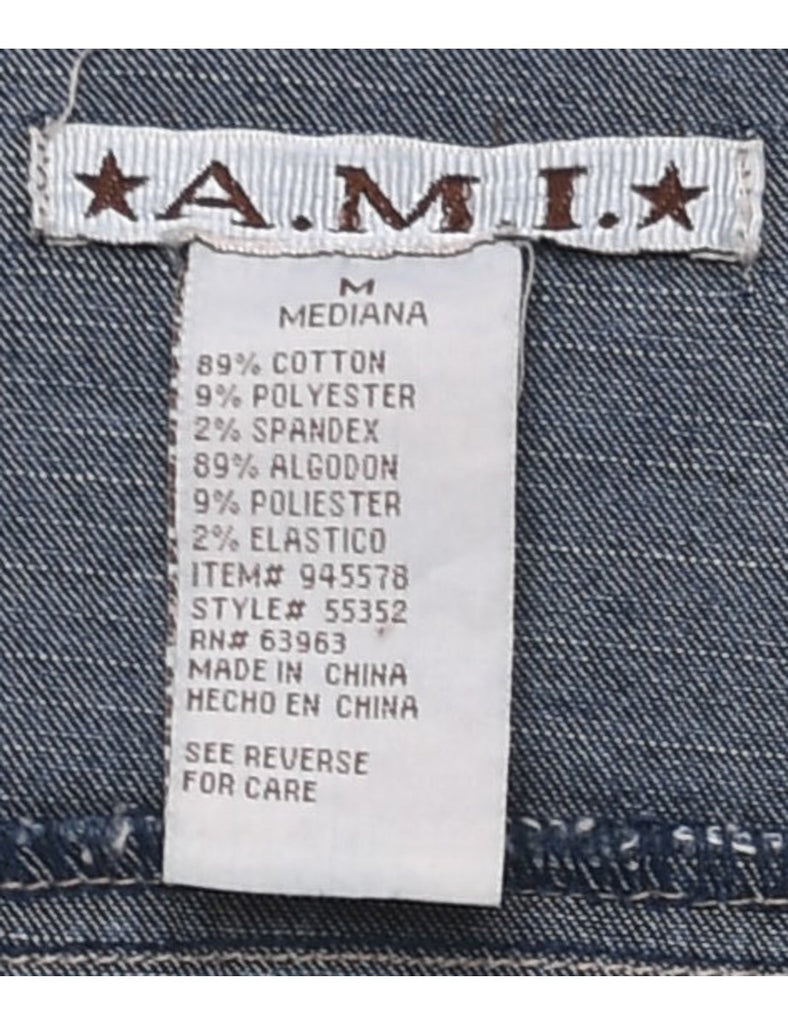 ★A.M.I.★
M
MEDIANA
89% COTTON
9% POLYESTER
2% SPANDEX
89% ALGODON
9% POLIESTER
2% ELASTICO
ITEM# 945578
STYLE# 55352
RN# 63963
MADE IN CHINA
HECHO EN CHINA
SEE REVERSE
FOR CARE